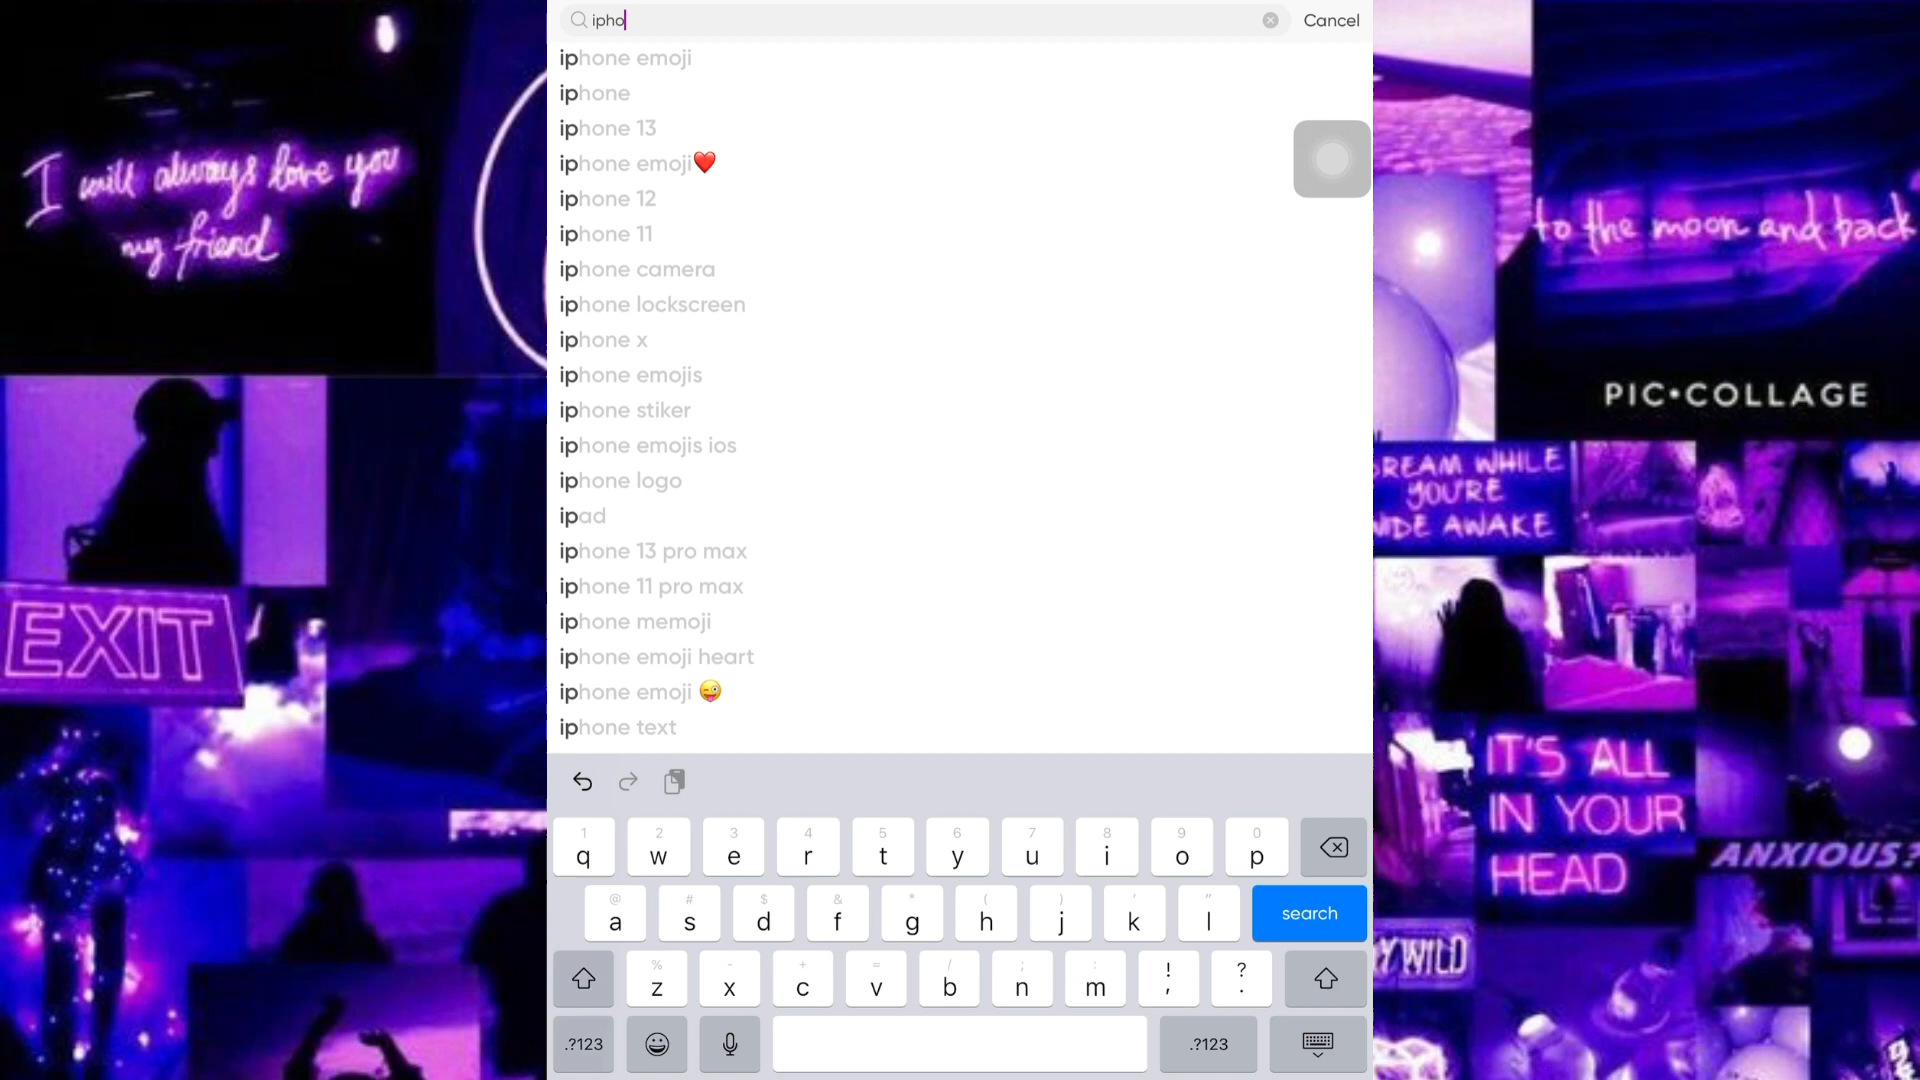 ipho
Cancel
iphone emoji
iphone
iphone 13
iphone emoji❤️
iphone 12
iphone 11
iphone camera
iphone lockscreen
iphone x
iphone emojis
iphone stiker
iphone emojis ios
iphone logo
ipad
iphone 13 pro max
iphone 11 pro max
iphone memoji
iphone emoji heart
iphone emoji 😜
iphone text
1 2 3 4 5 6 7 8 9 0
q w e r t y u i o p
@ # $ & * ( ) ' "
a s d f g h j k l
search
% - + = / ; : ! ?
z x c v b n m , .
.?123
.?123
I will always love you
my friend
EXIT
to the moon and back
PIC•COLLAGE
DREAM WHILE
YOU'RE
WIDE AWAKE
IT'S ALL
IN YOUR
HEAD
ANXIOUS?
WILD